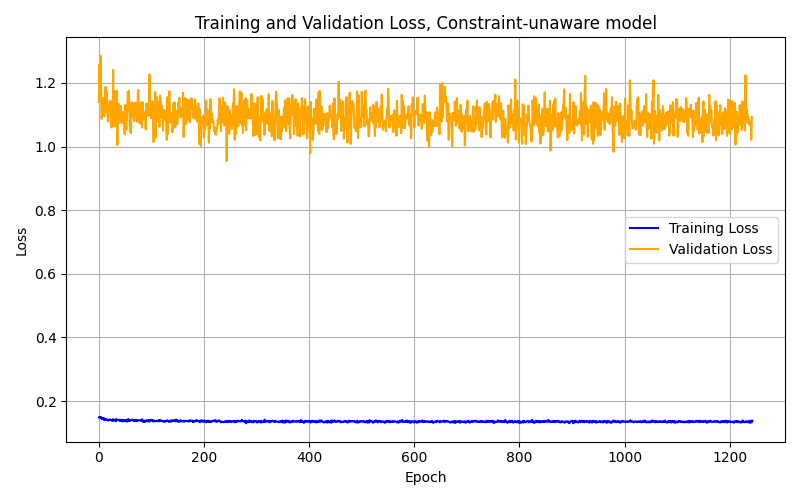 Training and Validation Loss, Constraint-unaware model
1.2
1.0
0.8
0.6
0.4
0.2
Loss
Training Loss
Validation Loss
0 200 400 600 800 1000 1200
Epoch